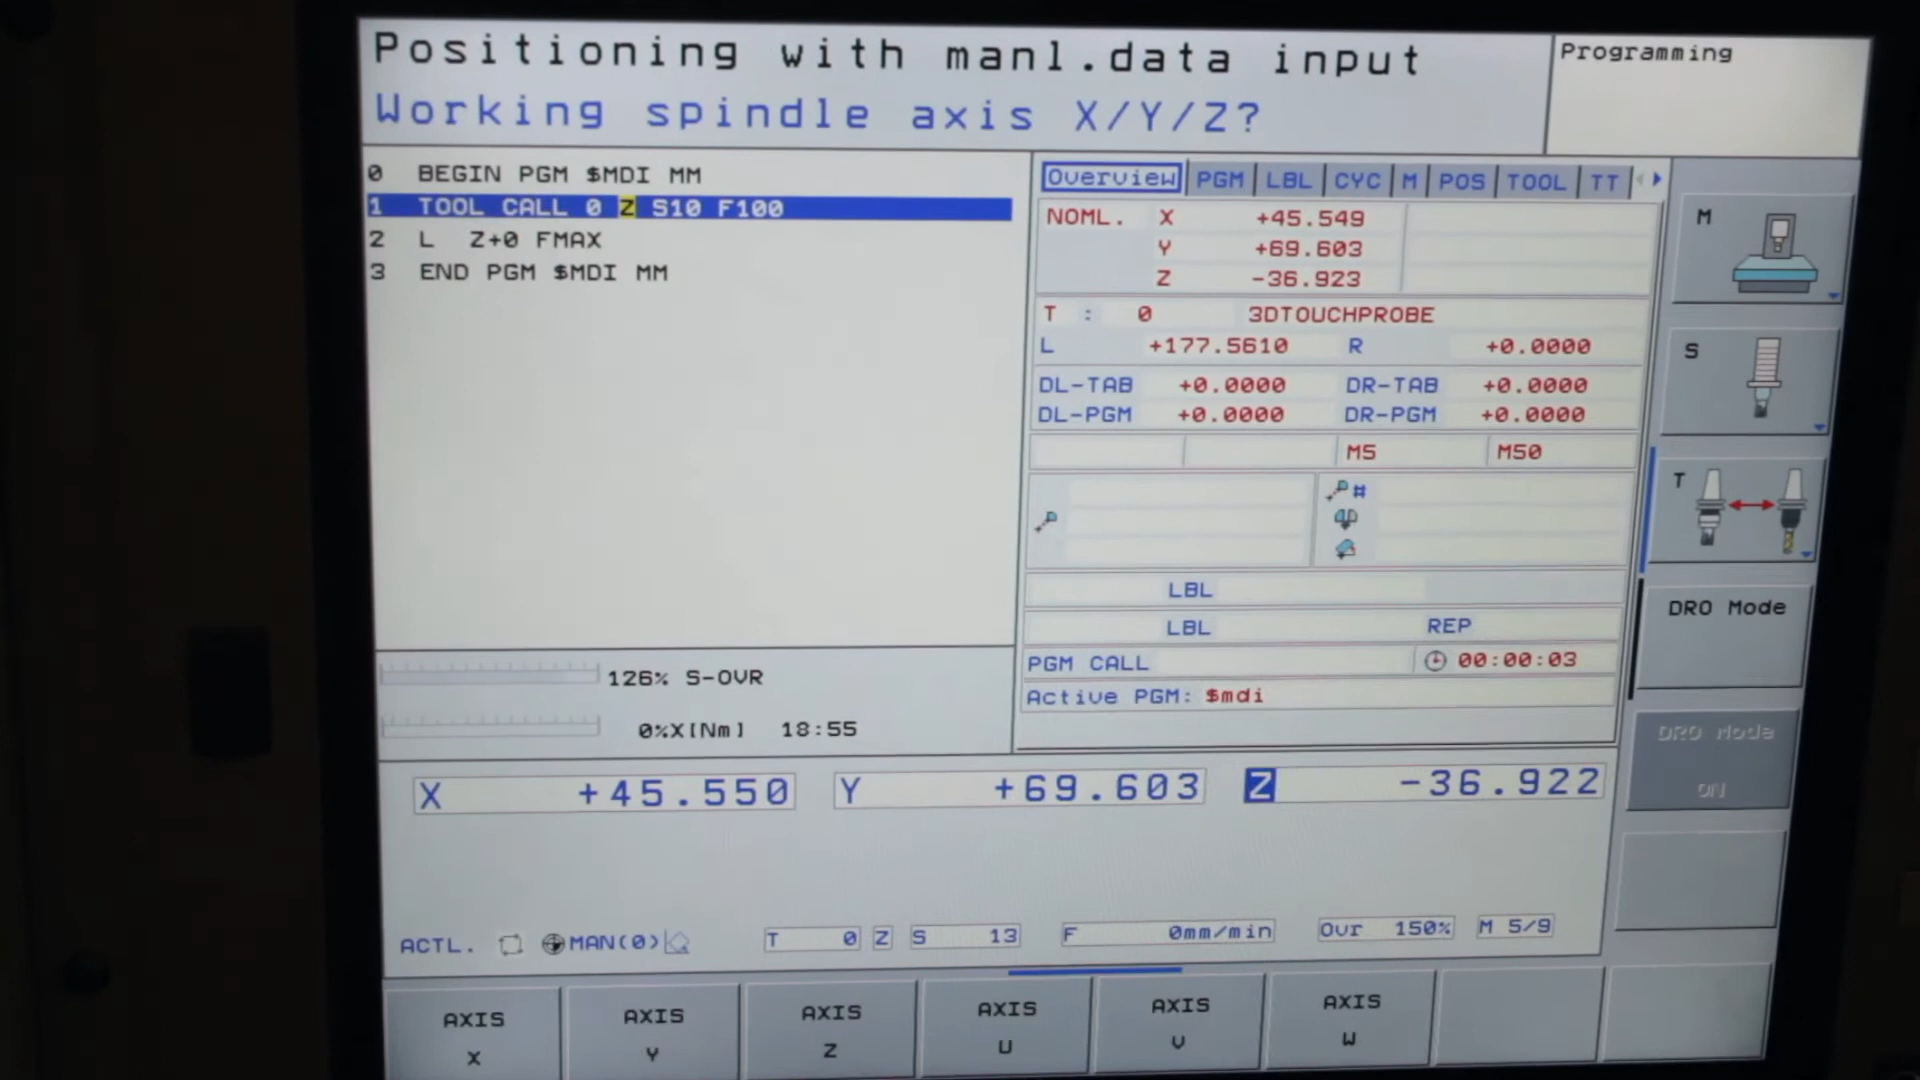 Positioning with manl.data input
Programming
Working spindle axis X/Y/Z?
0 BEGIN PGM $MDI MM
1 TOOL CALL 0 Z S10 F100
2 L Z+0 FMAX
3 END PGM $MDI MM
126% S-OVR
0%X[Nm] 18:55
Overview PGM LBL CYC M POS TOOL TT
NOML. X +45.549
Y +69.603
Z -36.923
T : 0 3DTOUCHPROBE
L +177.5610 R +0.0000
DL-TAB +0.0000 DR-TAB +0.0000
DL-PGM +0.0000 DR-PGM +0.0000
M5 M50
#
LBL
LBL REP
PGM CALL 00:00:03
Active PGM: $mdi
M
S
T
DRO Mode
DRO Mode
ON
X +45.550 Y +69.603 Z -36.922
ACTL. MAN(0) T 0 Z S 13 F 0mm/min Ovr 150% M 5/9
AXIS X
AXIS Y
AXIS Z
AXIS U
AXIS V
AXIS W